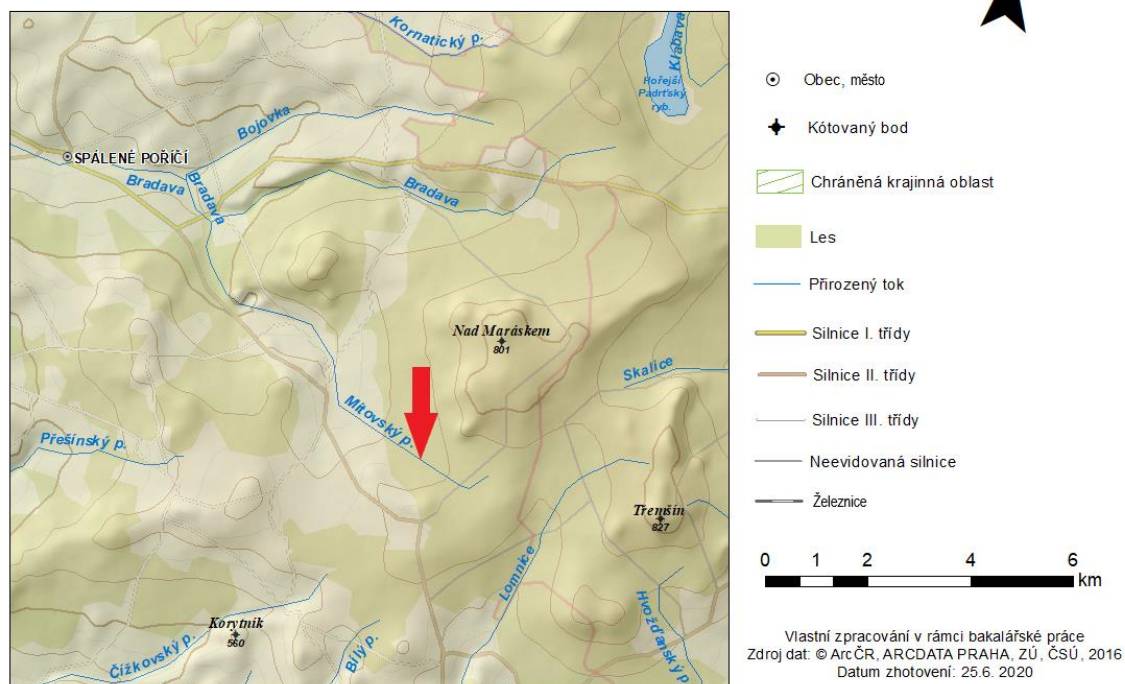 Kornatický p.
Klabava
Hořejší
Padrťský
ryb.
Bojovka
SPÁLENÉ POŘÍČÍ
Bradava
Bradava
Bradava
Nad Maráskem
801
Skalice
Mítovský p.
Přešínský p.
Třemšín
827
Lomnice
Hvožďanský p.
Korytník
560
Čížkovský p.
Bílý p.
Obec, město
Kótovaný bod
Chráněná krajinná oblast
Les
Přirozený tok
Silnice I. třídy
Silnice II. třídy
Silnice III. třídy
Neevidovaná silnice
Železnice
0 1 2 4 6
km
Vlastní zpracování v rámci bakalářské práce
Zdroj dat: © ArcČR, ARCDATA PRAHA, ZÚ, ČSÚ, 2016
Datum zhotovení: 25.6. 2020